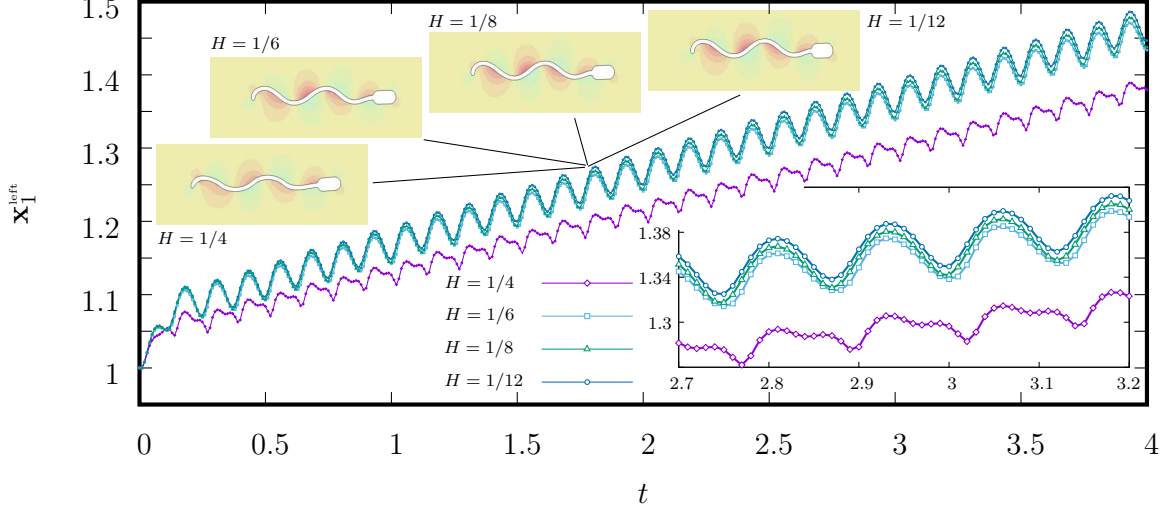 1.5
1.4
1.3
1.2
1.1
1
x₁ˡᵉᶠᵗ
H = 1/6
H = 1/8
H = 1/12
H = 1/4
H = 1/4
H = 1/6
H = 1/8
H = 1/12
1.38
1.34
1.3
2.7 2.8 2.9 3 3.1 3.2
0 0.5 1 1.5 2 2.5 3 3.5 4
t